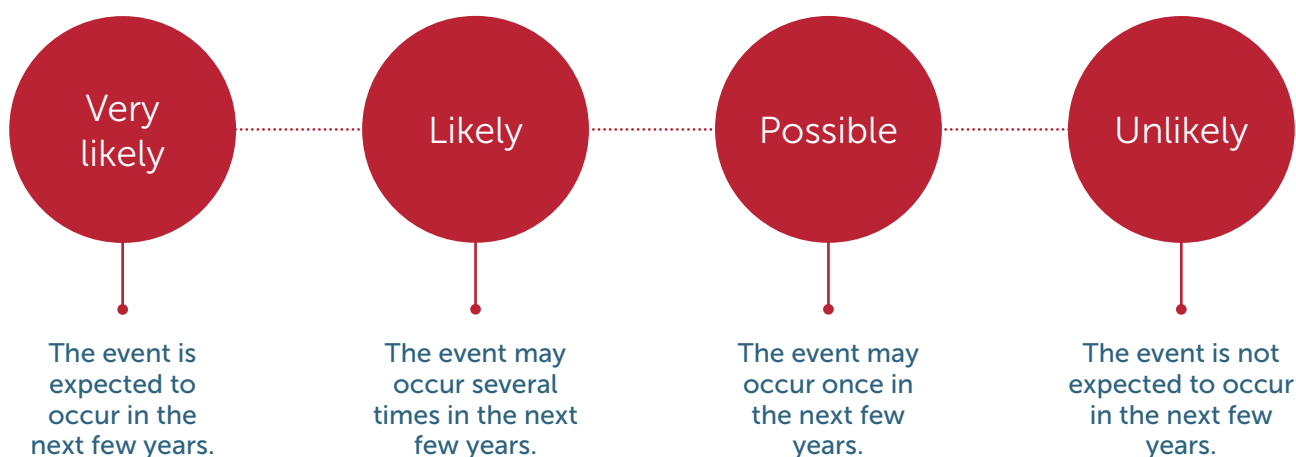 Very
likely
Likely
Possible
Unlikely
The event is
expected to
occur in the
next few years.
The event may
occur several
times in the next
few years.
The event may
occur once in
the next few
years.
The event is not
expected to occur
in the next few
years.